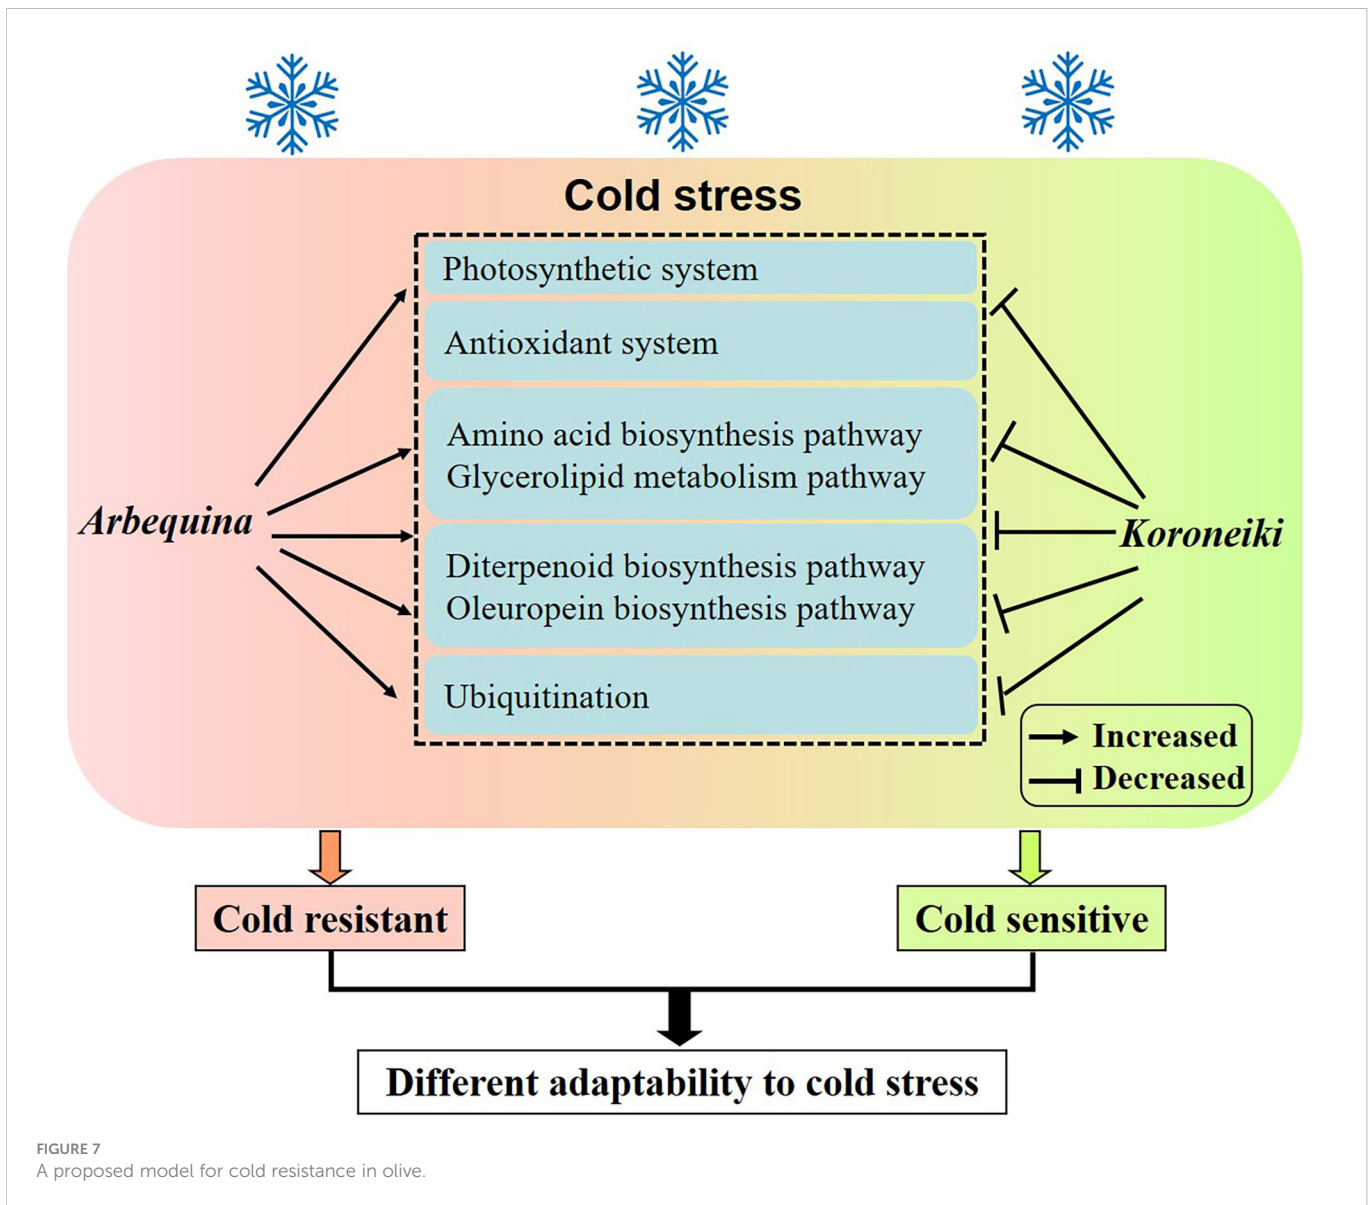 Cold stress
Photosynthetic system
Antioxidant system
Amino acid biosynthesis pathway
Glycerolipid metabolism pathway
Arbequina
Koroneiki
Diterpenoid biosynthesis pathway
Oleuropein biosynthesis pathway
Ubiquitination
Increased
Decreased
Cold resistant
Cold sensitive
Different adaptability to cold stress
FIGURE 7
A proposed model for cold resistance in olive.